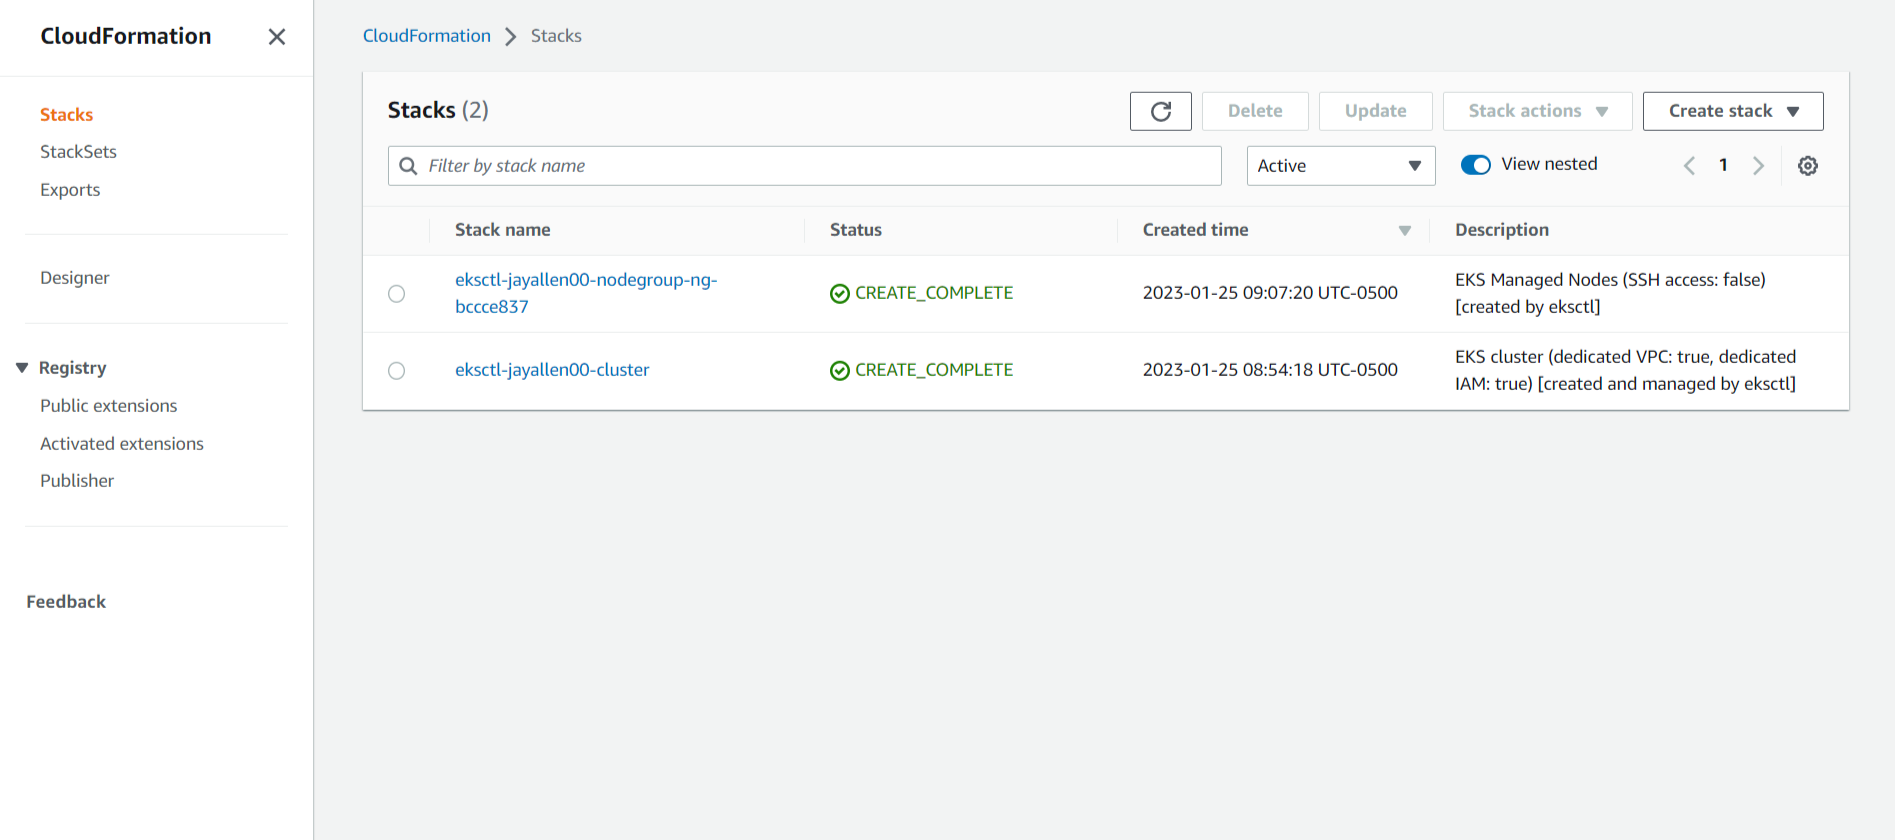 CloudFormation
Stacks
StackSets
Exports
Designer
Registry
Public extensions
Activated extensions
Publisher
Feedback
CloudFormation Stacks
Stacks (2)
Delete
Update
Stack actions
Create stack
Filter by stack name
Active
View nested
1
Stack name Status Created time Description
eksctl-jayallen00-nodegroup-ng-
bccce837
CREATE_COMPLETE
2023-01-25 09:07:20 UTC-0500
EKS Managed Nodes (SSH access: false)
[created by eksctl]
eksctl-jayallen00-cluster
CREATE_COMPLETE
2023-01-25 08:54:18 UTC-0500
EKS cluster (dedicated VPC: true, dedicated
IAM: true) [created and managed by eksctl]